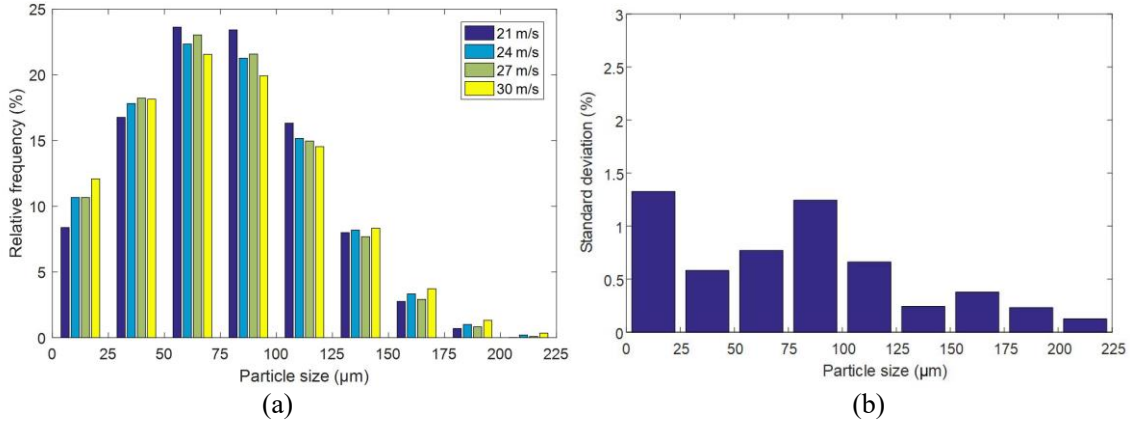 25
20
15
10
5
0
Relative frequency (%)
21 m/s
24 m/s
27 m/s
30 m/s
0 25 50 75 100 125 150 175 200 225
Particle size (µm)
(a)
3
2.5
2
1.5
1
0.5
0
Standard deviation (%)
0 25 50 75 100 125 150 175 200 225
Particle size (µm)
(b)